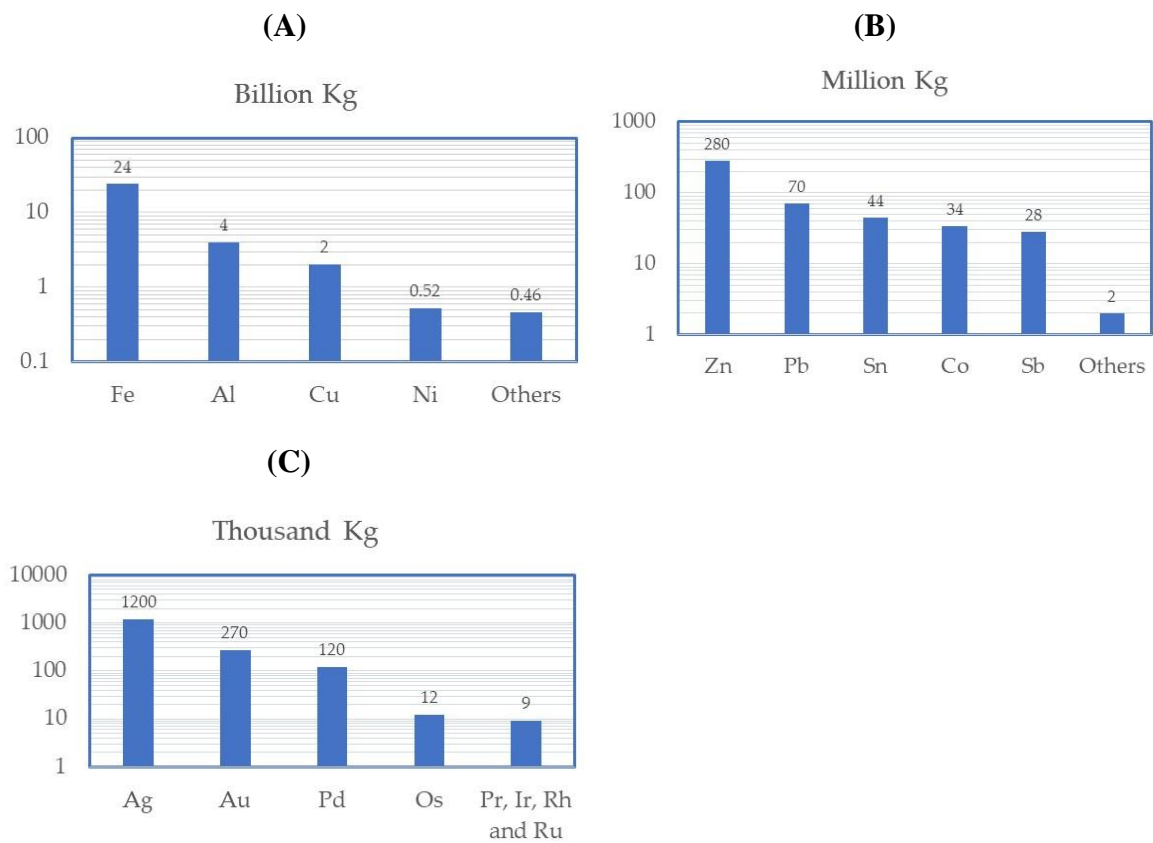 (A)
Billion Kg
100
10
1
0.1
24
4
2
0.52
0.46
Fe Al Cu Ni Others
(B)
Million Kg
1000
100
10
1
280
70
44
34
28
2
Zn Pb Sn Co Sb Others
(C)
Thousand Kg
10000
1000
100
10
1
1200
270
120
12
9
Ag Au Pd Os Pr, Ir, Rh
and Ru